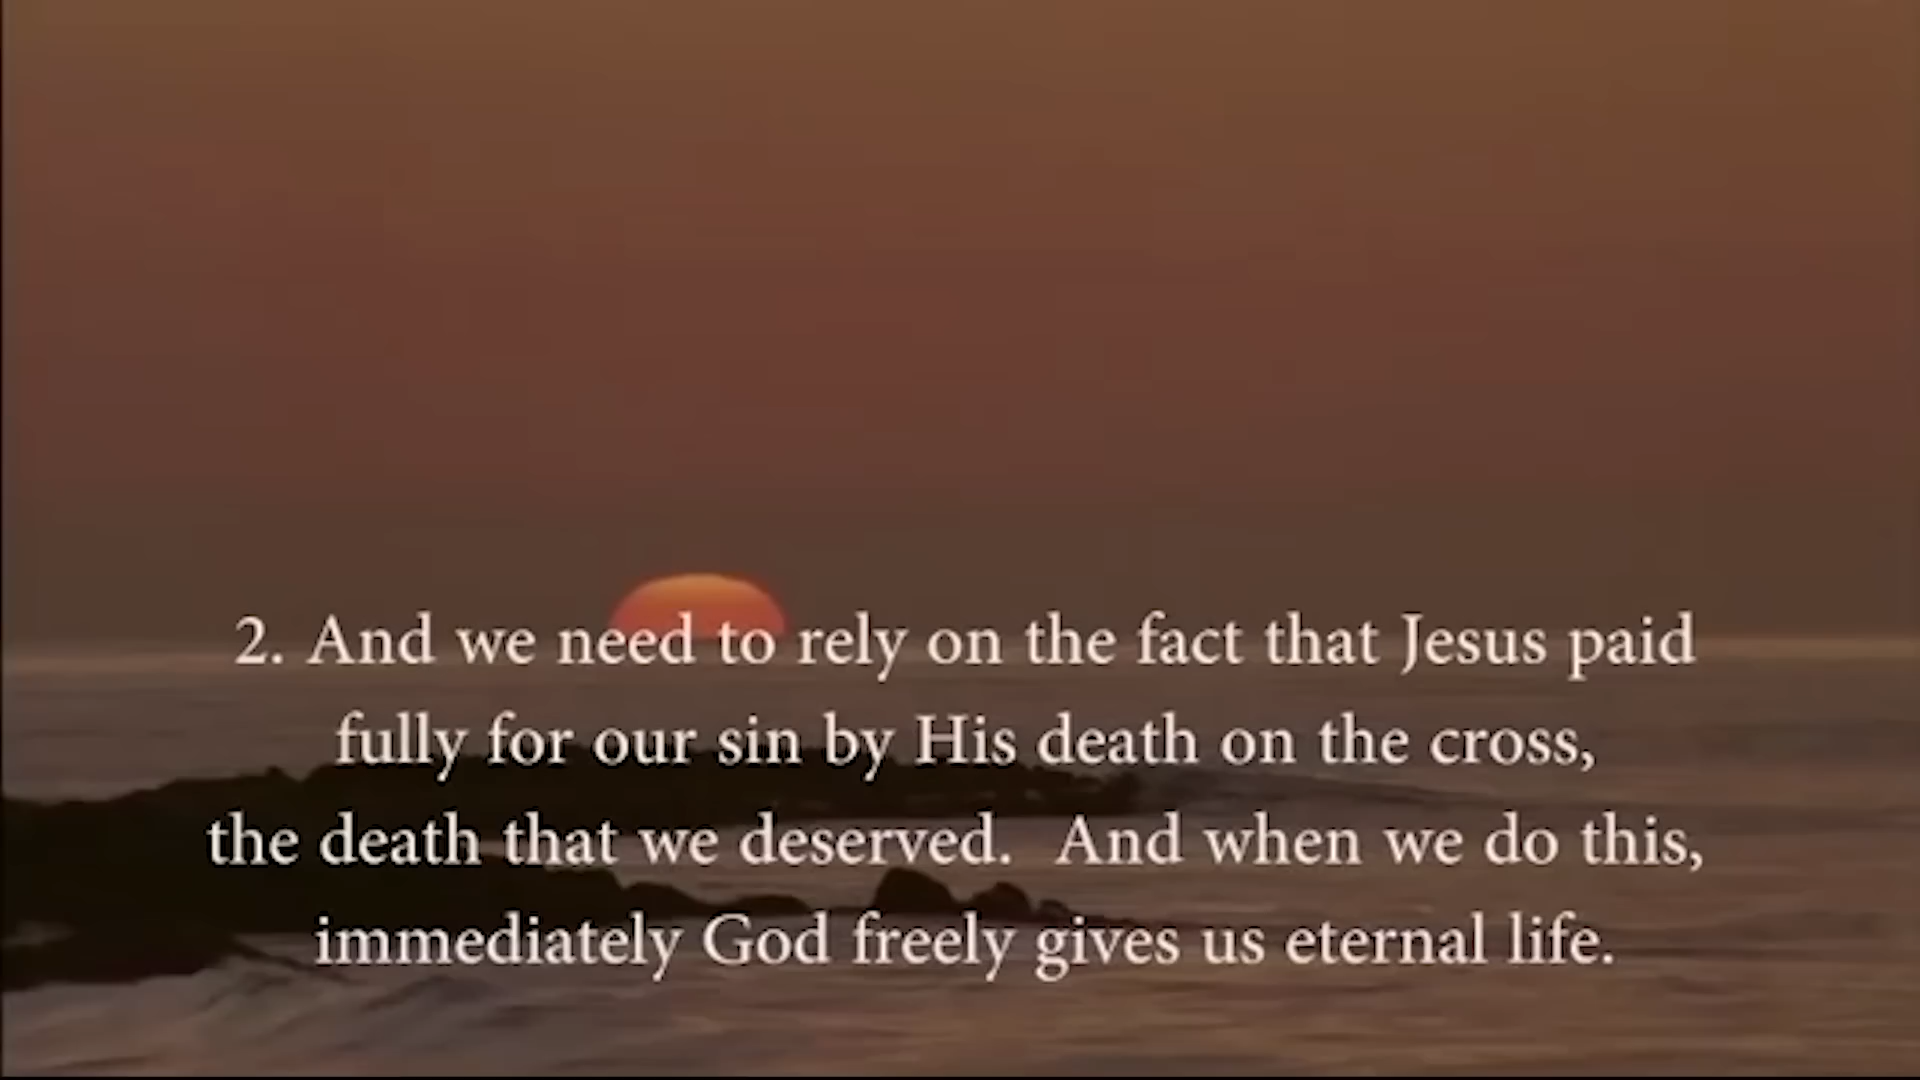 2. And we need to rely on the fact that Jesus paid
fully for our sin by His death on the cross,
the death that we deserved. And when we do this,
immediately God freely gives us eternal life.